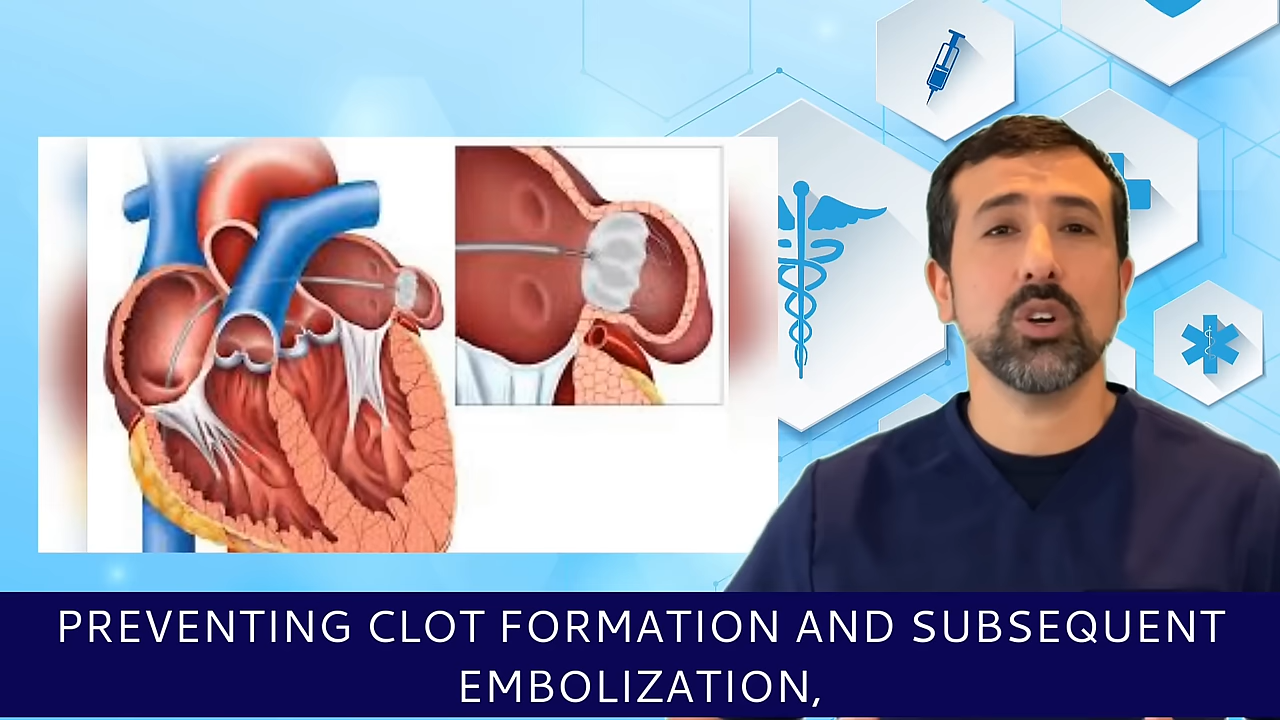 PREVENTING CLOT FORMATION AND SUBSEQUENT
EMBOLIZATION,